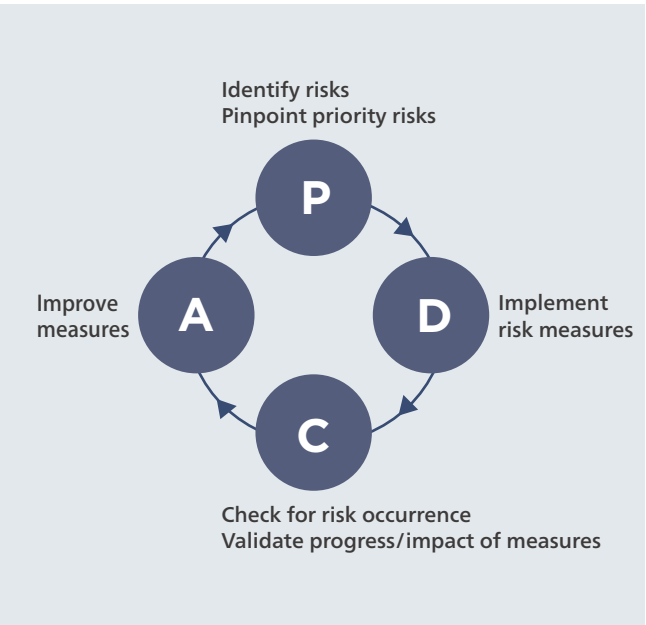 Identify risks
Pinpoint priority risks
P
Improve
measures
A
D
Implement
risk measures
C
Check for risk occurrence
Validate progress/impact of measures